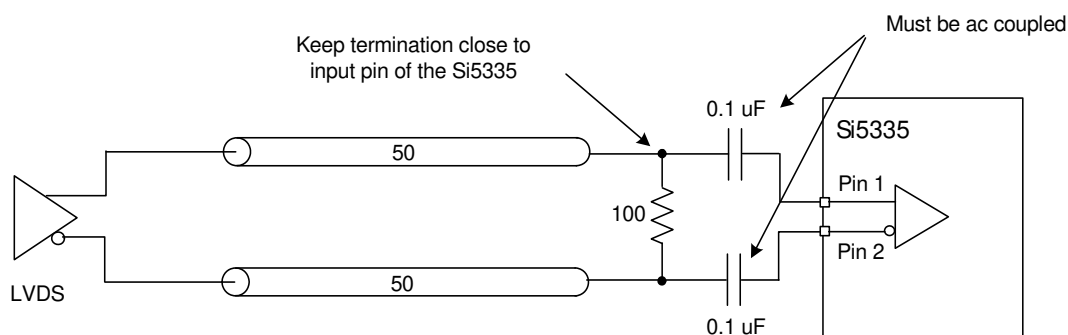 Must be ac coupled
Keep termination close to
input pin of the Si5335
0.1 uF
Si5335
50
Pin 1
100
Pin 2
LVDS
50
0.1 uF